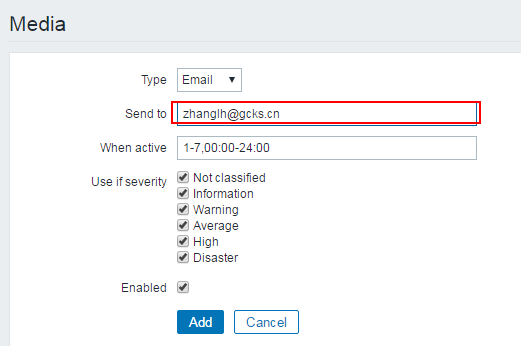 Media
Type Email
Send to zhanglh@gcks.cn
When active 1-7,00:00-24:00
Use if severity Not classified
Information
Warning
Average
High
Disaster
Enabled
Add Cancel